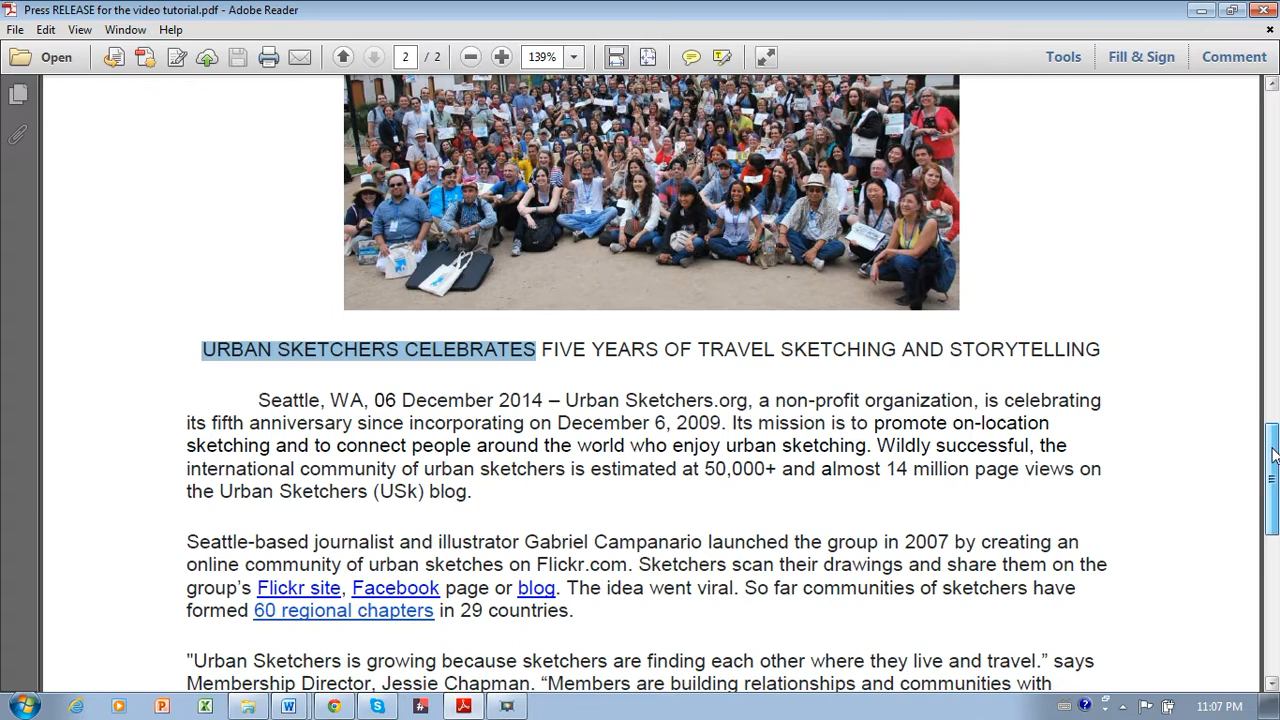 Press RELEASE for the video tutorial.pdf - Adobe Reader
File Edit View Window Help
Open 2 / 2 139% Tools Fill & Sign Comment
URBAN SKETCHERS CELEBRATES FIVE YEARS OF TRAVEL SKETCHING AND STORYTELLING
Seattle, WA, 06 December 2014 – Urban Sketchers.org, a non-profit organization, is celebrating
its fifth anniversary since incorporating on December 6, 2009. Its mission is to promote on-location
sketching and to connect people around the world who enjoy urban sketching. Wildly successful, the
international community of urban sketchers is estimated at 50,000+ and almost 14 million page views on
the Urban Sketchers (USk) blog.
Seattle-based journalist and illustrator Gabriel Campanario launched the group in 2007 by creating an
online community of urban sketches on Flickr.com. Sketchers scan their drawings and share them on the
group’s Flickr site, Facebook page or blog. The idea went viral. So far communities of sketchers have
formed 60 regional chapters in 29 countries.
"Urban Sketchers is growing because sketchers are finding each other where they live and travel.” says
Membership Director, Jessie Chapman. “Members are building relationships and communities with
11:07 PM